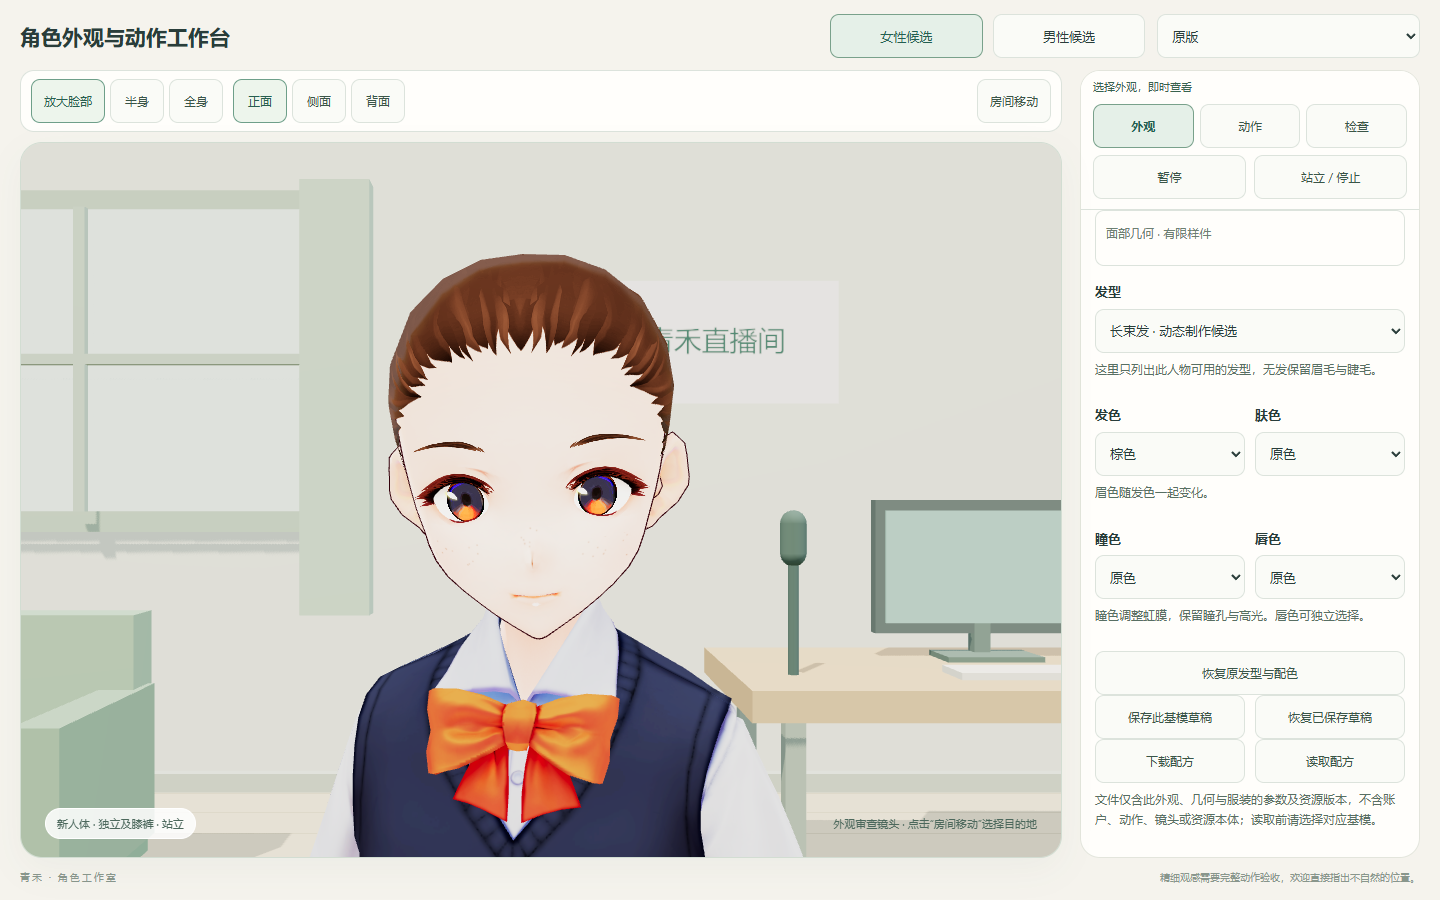 角色外观与动作工作台
女性候选
男性候选
原版
放大脸部
半身
全身
正面
侧面
背面
房间移动
青禾直播间
新人体 · 独立及膝裤 · 站立
外观审查镜头 · 点击“房间移动”选择目的地
选择外观，即时查看
外观
动作
检查
暂停
站立 / 停止
面部几何 · 有限样件
发型
长束发 · 动态制作候选
这里只列出此人物可用的发型，无发保留眉毛与睫毛。
发色
肤色
棕色
原色
眉色随发色一起变化。
瞳色
唇色
原色
原色
瞳色调整虹膜，保留瞳孔与高光。唇色可独立选择。
恢复原发型与配色
保存此基模草稿
恢复已保存草稿
下载配方
读取配方
文件仅含此外观、几何与服装的参数及资源版本，不含账
户、动作、镜头或资源本体；读取前请选择对应基模。
青禾 · 角色工作室
精细观感需要完整动作验收，欢迎直接指出不自然的位置。